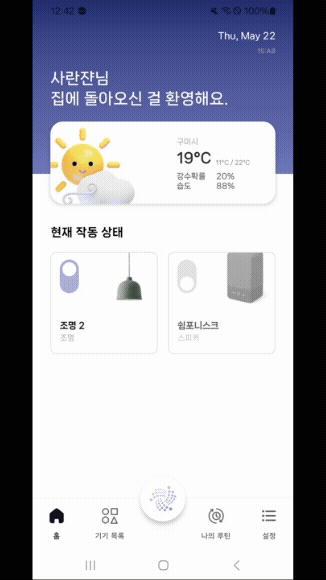 12:42
100%
Thu, May 22
사란쟌님
집에 돌아오신 걸 환영해요.
구미시
19°C 11°C / 22°C
강수확률 20%
습도 88%
현재 작동 상태
조명 2
조명
쉼포니스크
스피커
홈
기기 목록
나의 루틴
설정